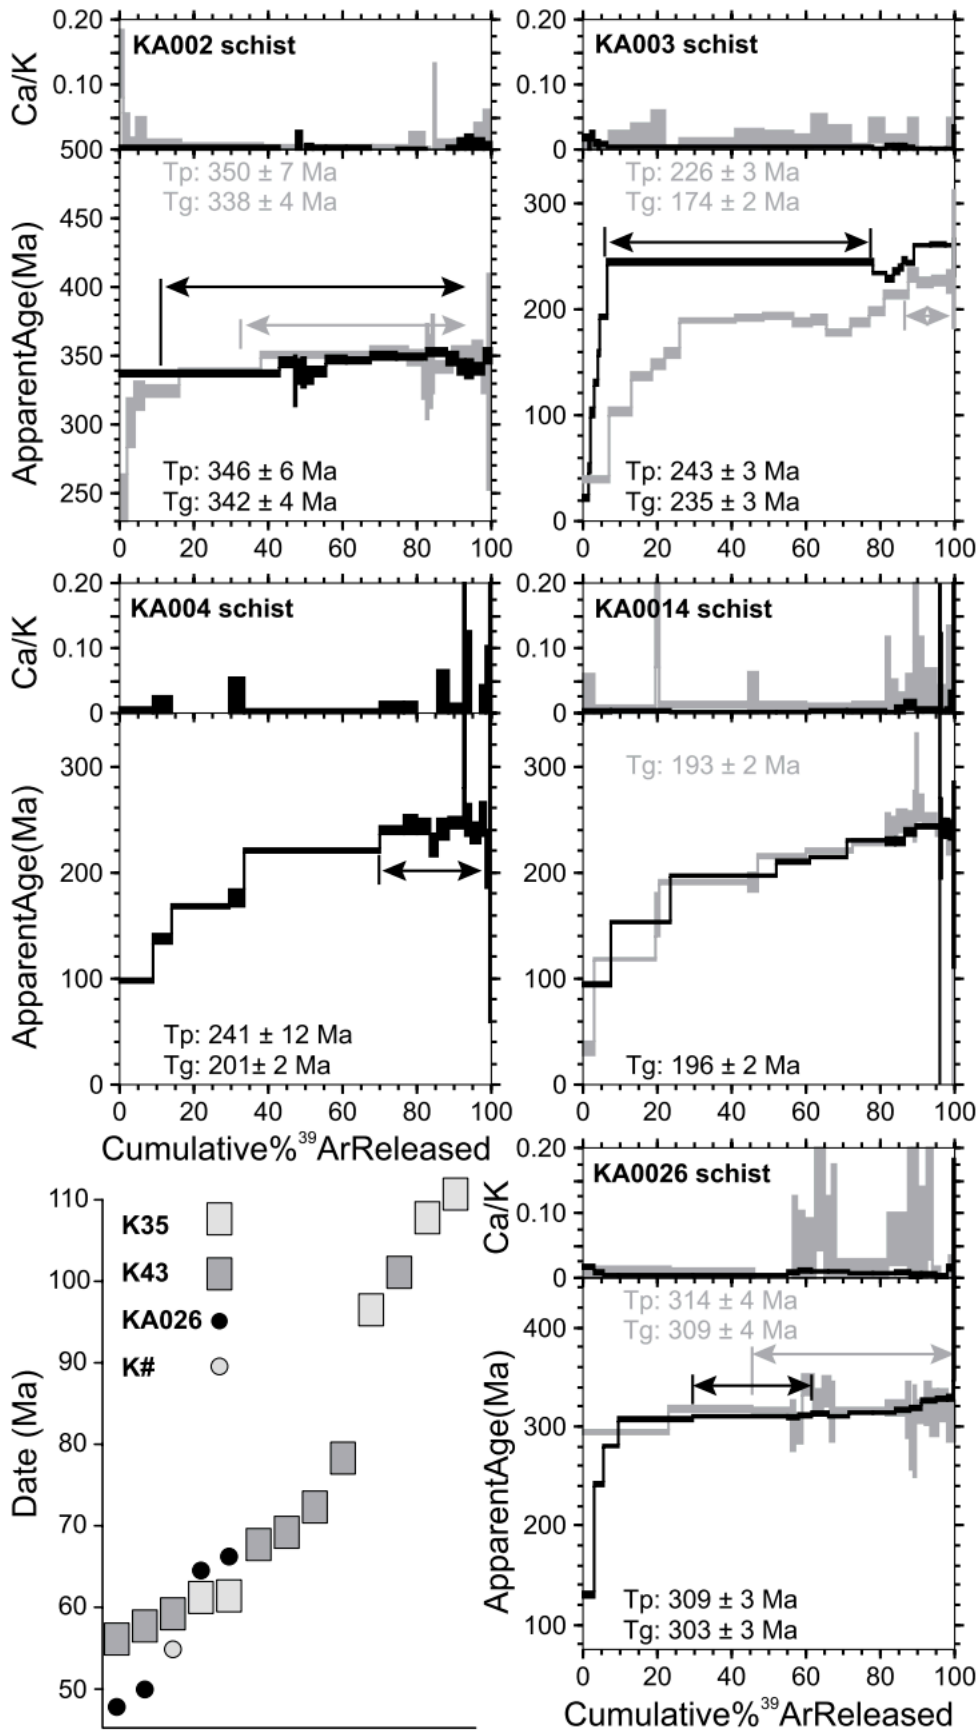 KA002 schist
Ca/K
0.20
0.10
500
Tp: 350 ± 7 Ma
Tg: 338 ± 4 Ma
ApparentAge(Ma)
450
400
350
300
250
Tp: 346 ± 6 Ma
Tg: 342 ± 4 Ma
0 20 40 60 80 100
KA003 schist
0.20
0.10
0
Tp: 226 ± 3 Ma
Tg: 174 ± 2 Ma
300
200
100
0
Tp: 243 ± 3 Ma
Tg: 235 ± 3 Ma
0 20 40 60 80 100
KA004 schist
Ca/K
0.20
0.10
0
ApparentAge(Ma)
300
200
100
0
Tp: 241 ± 12 Ma
Tg: 201± 2 Ma
0 20 40 60 80 100
Cumulative%³⁹ArReleased
KA0014 schist
0.20
0.10
0
Tg: 193 ± 2 Ma
300
200
100
0
Tg: 196 ± 2 Ma
0 20 40 60 80 100
Date (Ma)
110
100
90
80
70
60
50
K35
K43
KA026
K#
KA0026 schist
Ca/K
0.20
0.10
0
Tp: 314 ± 4 Ma
Tg: 309 ± 4 Ma
ApparentAge(Ma)
400
300
200
100
Tp: 309 ± 3 Ma
Tg: 303 ± 3 Ma
0 20 40 60 80 100
Cumulative%³⁹ArReleased